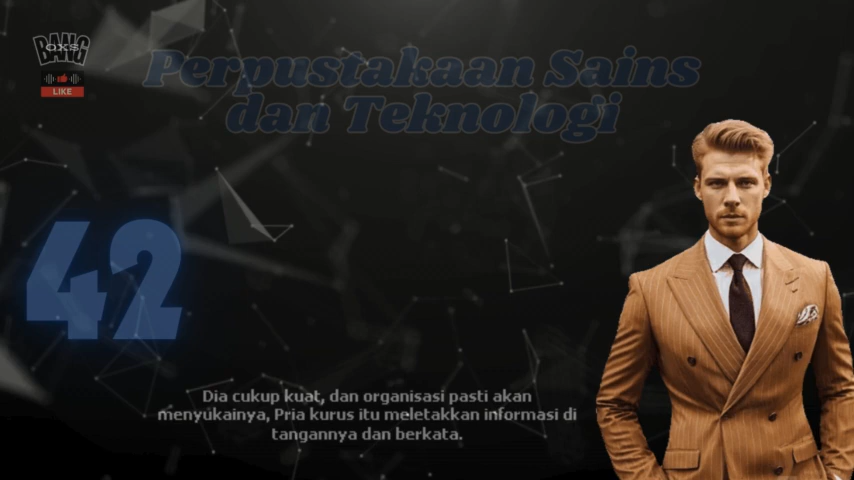 BANG
OXS
LIKE
Perpustakaan Sains
dan Teknologi
42
Dia cukup kuat, dan organisasi pasti akan
menyukainya, Pria kurus itu meletakkan informasi di
tangannya dan berkata.